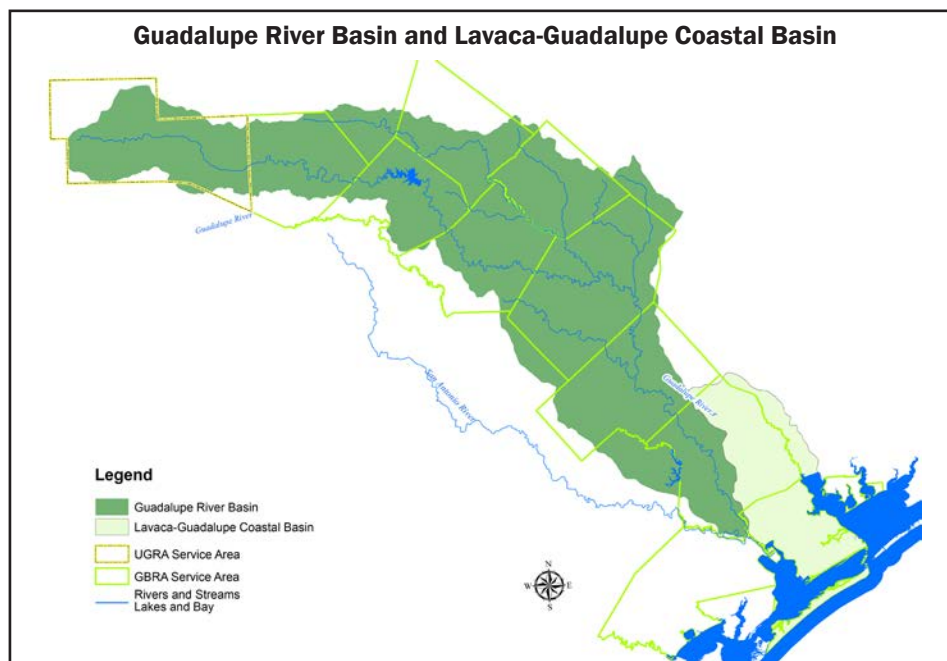 Guadalupe River Basin and Lavaca-Guadalupe Coastal Basin
Guadalupe River
San Antonio River
Guadalupe River,r
Legend
Guadalupe River Basin
Lavaca-Guadalupe Coastal Basin
UGRA Service Area
GBRA Service Area
Rivers and Streams
Lakes and Bay
N
W
E
S